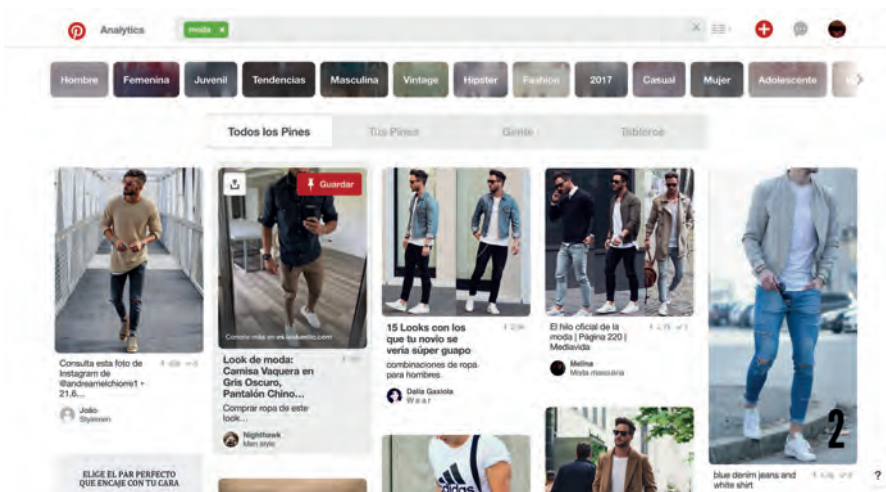 Analytics
moda ×
Hombre
Femenina
Juvenil
Tendencias
Masculina
Vintage
Hipster
Fashion
2017
Casual
Mujer
Adolescente
Todos los Pines
Tus Pines
Gente
Tableros
Guardar
Consulta esta foto de
Instagram de
@andreamelchiorre1 •
21,6...
João
Stylemen
Look de moda:
Camisa Vaquera en
Gris Oscuro,
Pantalón Chino...
Comprar ropa de este
look...
Nighthawk
Men style
15 Looks con los
que tu novio se
vería súper guapo
combinaciones de ropa
para hombres
Dalia Gaxiola
W e a r
El hilo oficial de la
moda | Página 220 |
Mediavida
Melina
Moda masculina
2
blue denim jeans and
white shirt
?
ELIGE EL PAR PERFECTO
QUE ENCAJE CON TU CARA
adidas